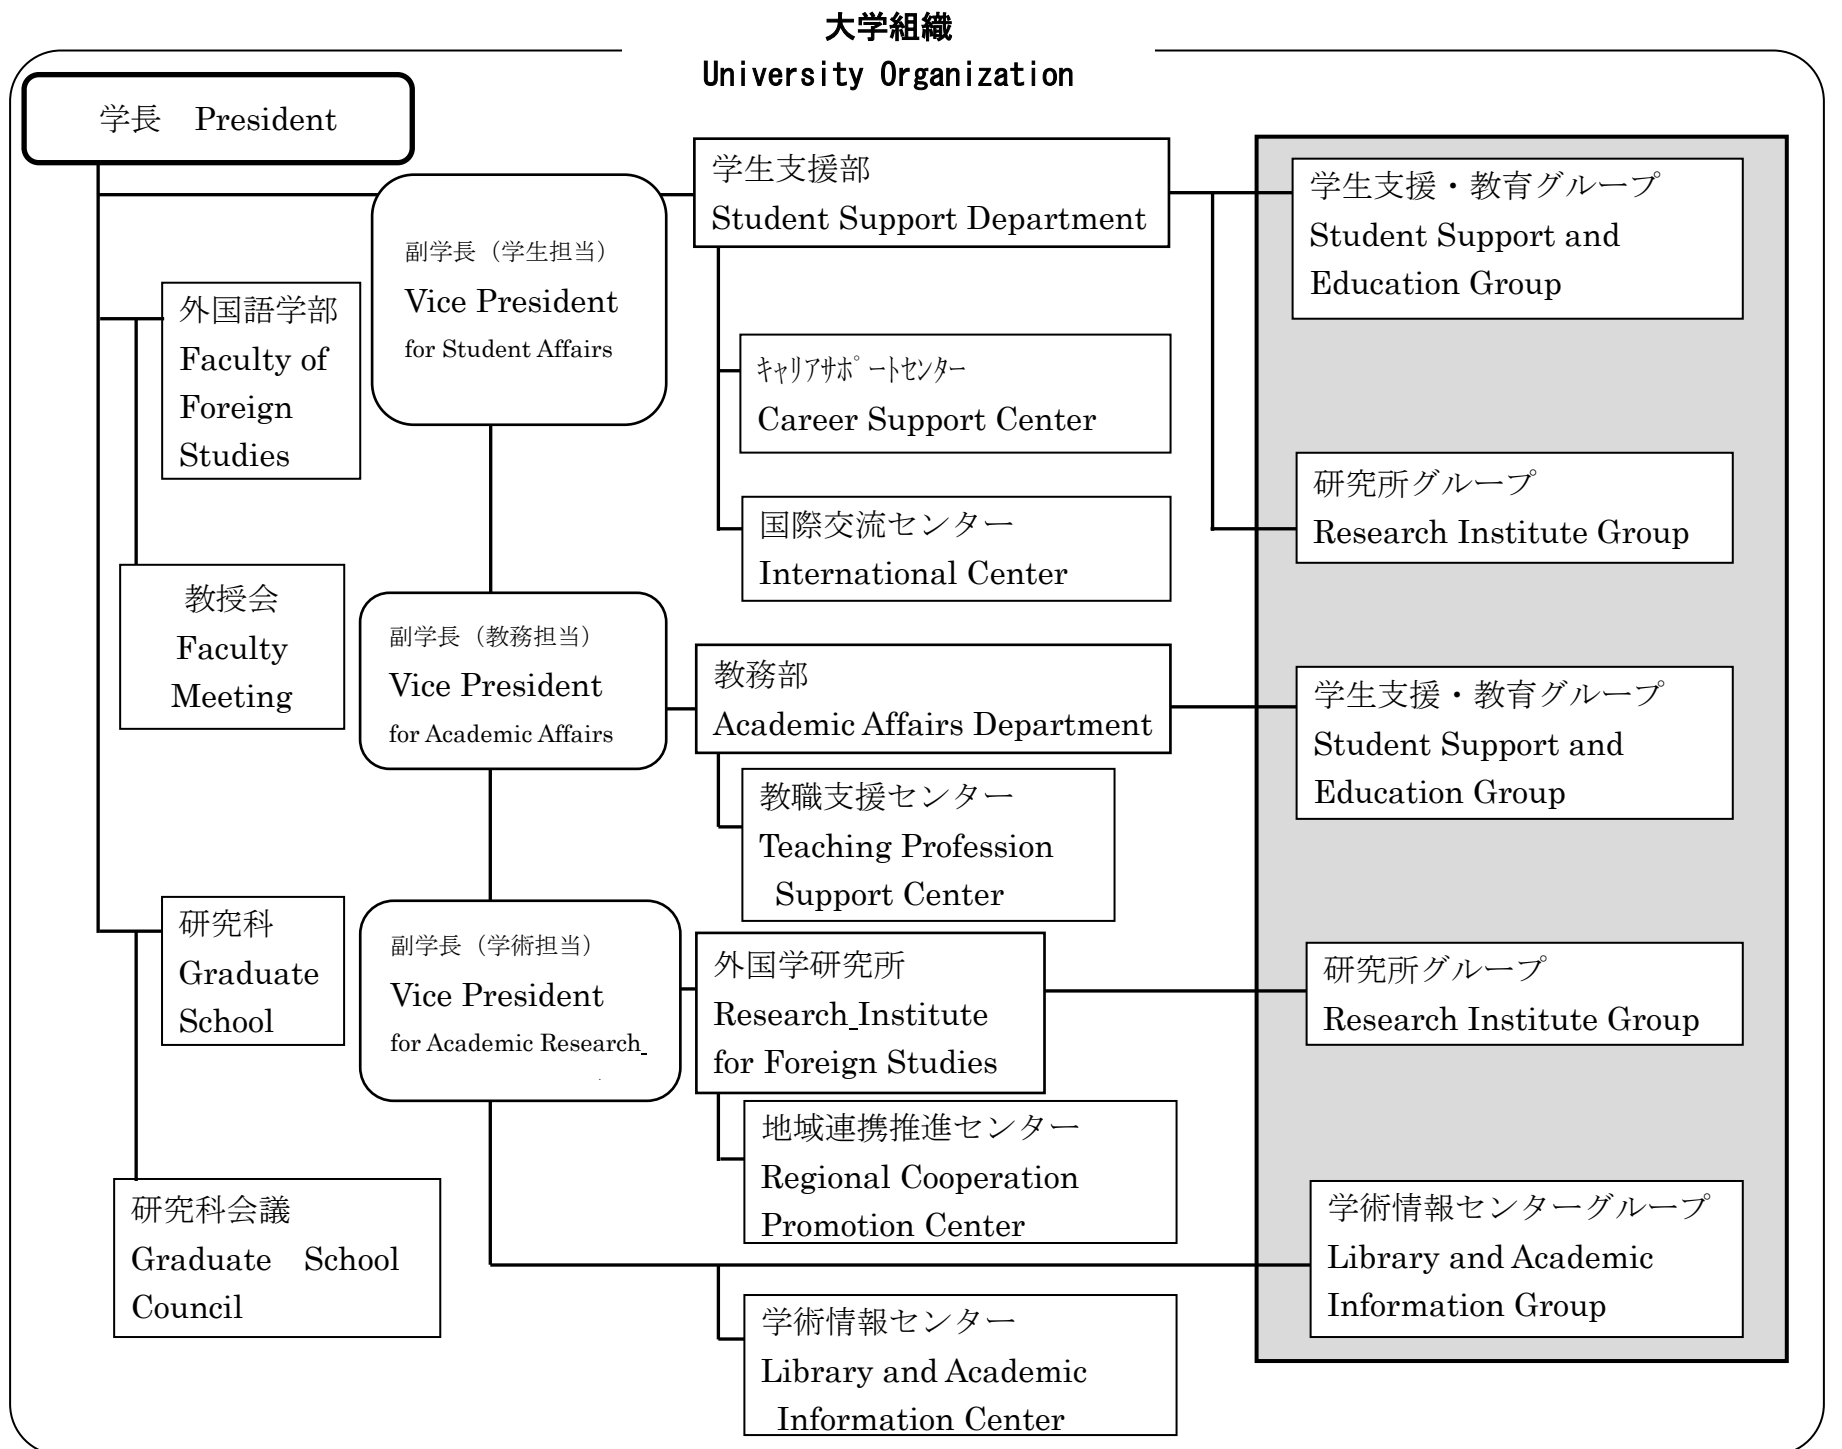 大学組織
University Organization
学長　President
副学長（学生担当）
Vice President
for Student Affairs
学生支援部
Student Support Department
学生支援・教育グループ
Student Support and
Education Group
外国語学部
Faculty of
Foreign
Studies
キャリアサポートセンター
Career Support Center
国際交流センター
International Center
研究所グループ
Research Institute Group
教授会
Faculty
Meeting
副学長（教務担当）
Vice President
for Academic Affairs
教務部
Academic Affairs Department
学生支援・教育グループ
Student Support and
Education Group
教職支援センター
Teaching Profession
Support Center
研究科
Graduate
School
副学長（学術担当）
Vice President
for Academic Research
外国学研究所
Research Institute
for Foreign Studies
研究所グループ
Research Institute Group
地域連携推進センター
Regional Cooperation
Promotion Center
研究科会議
Graduate　School
Council
学術情報センターグループ
Library and Academic
Information Group
学術情報センター
Library and Academic
Information Center